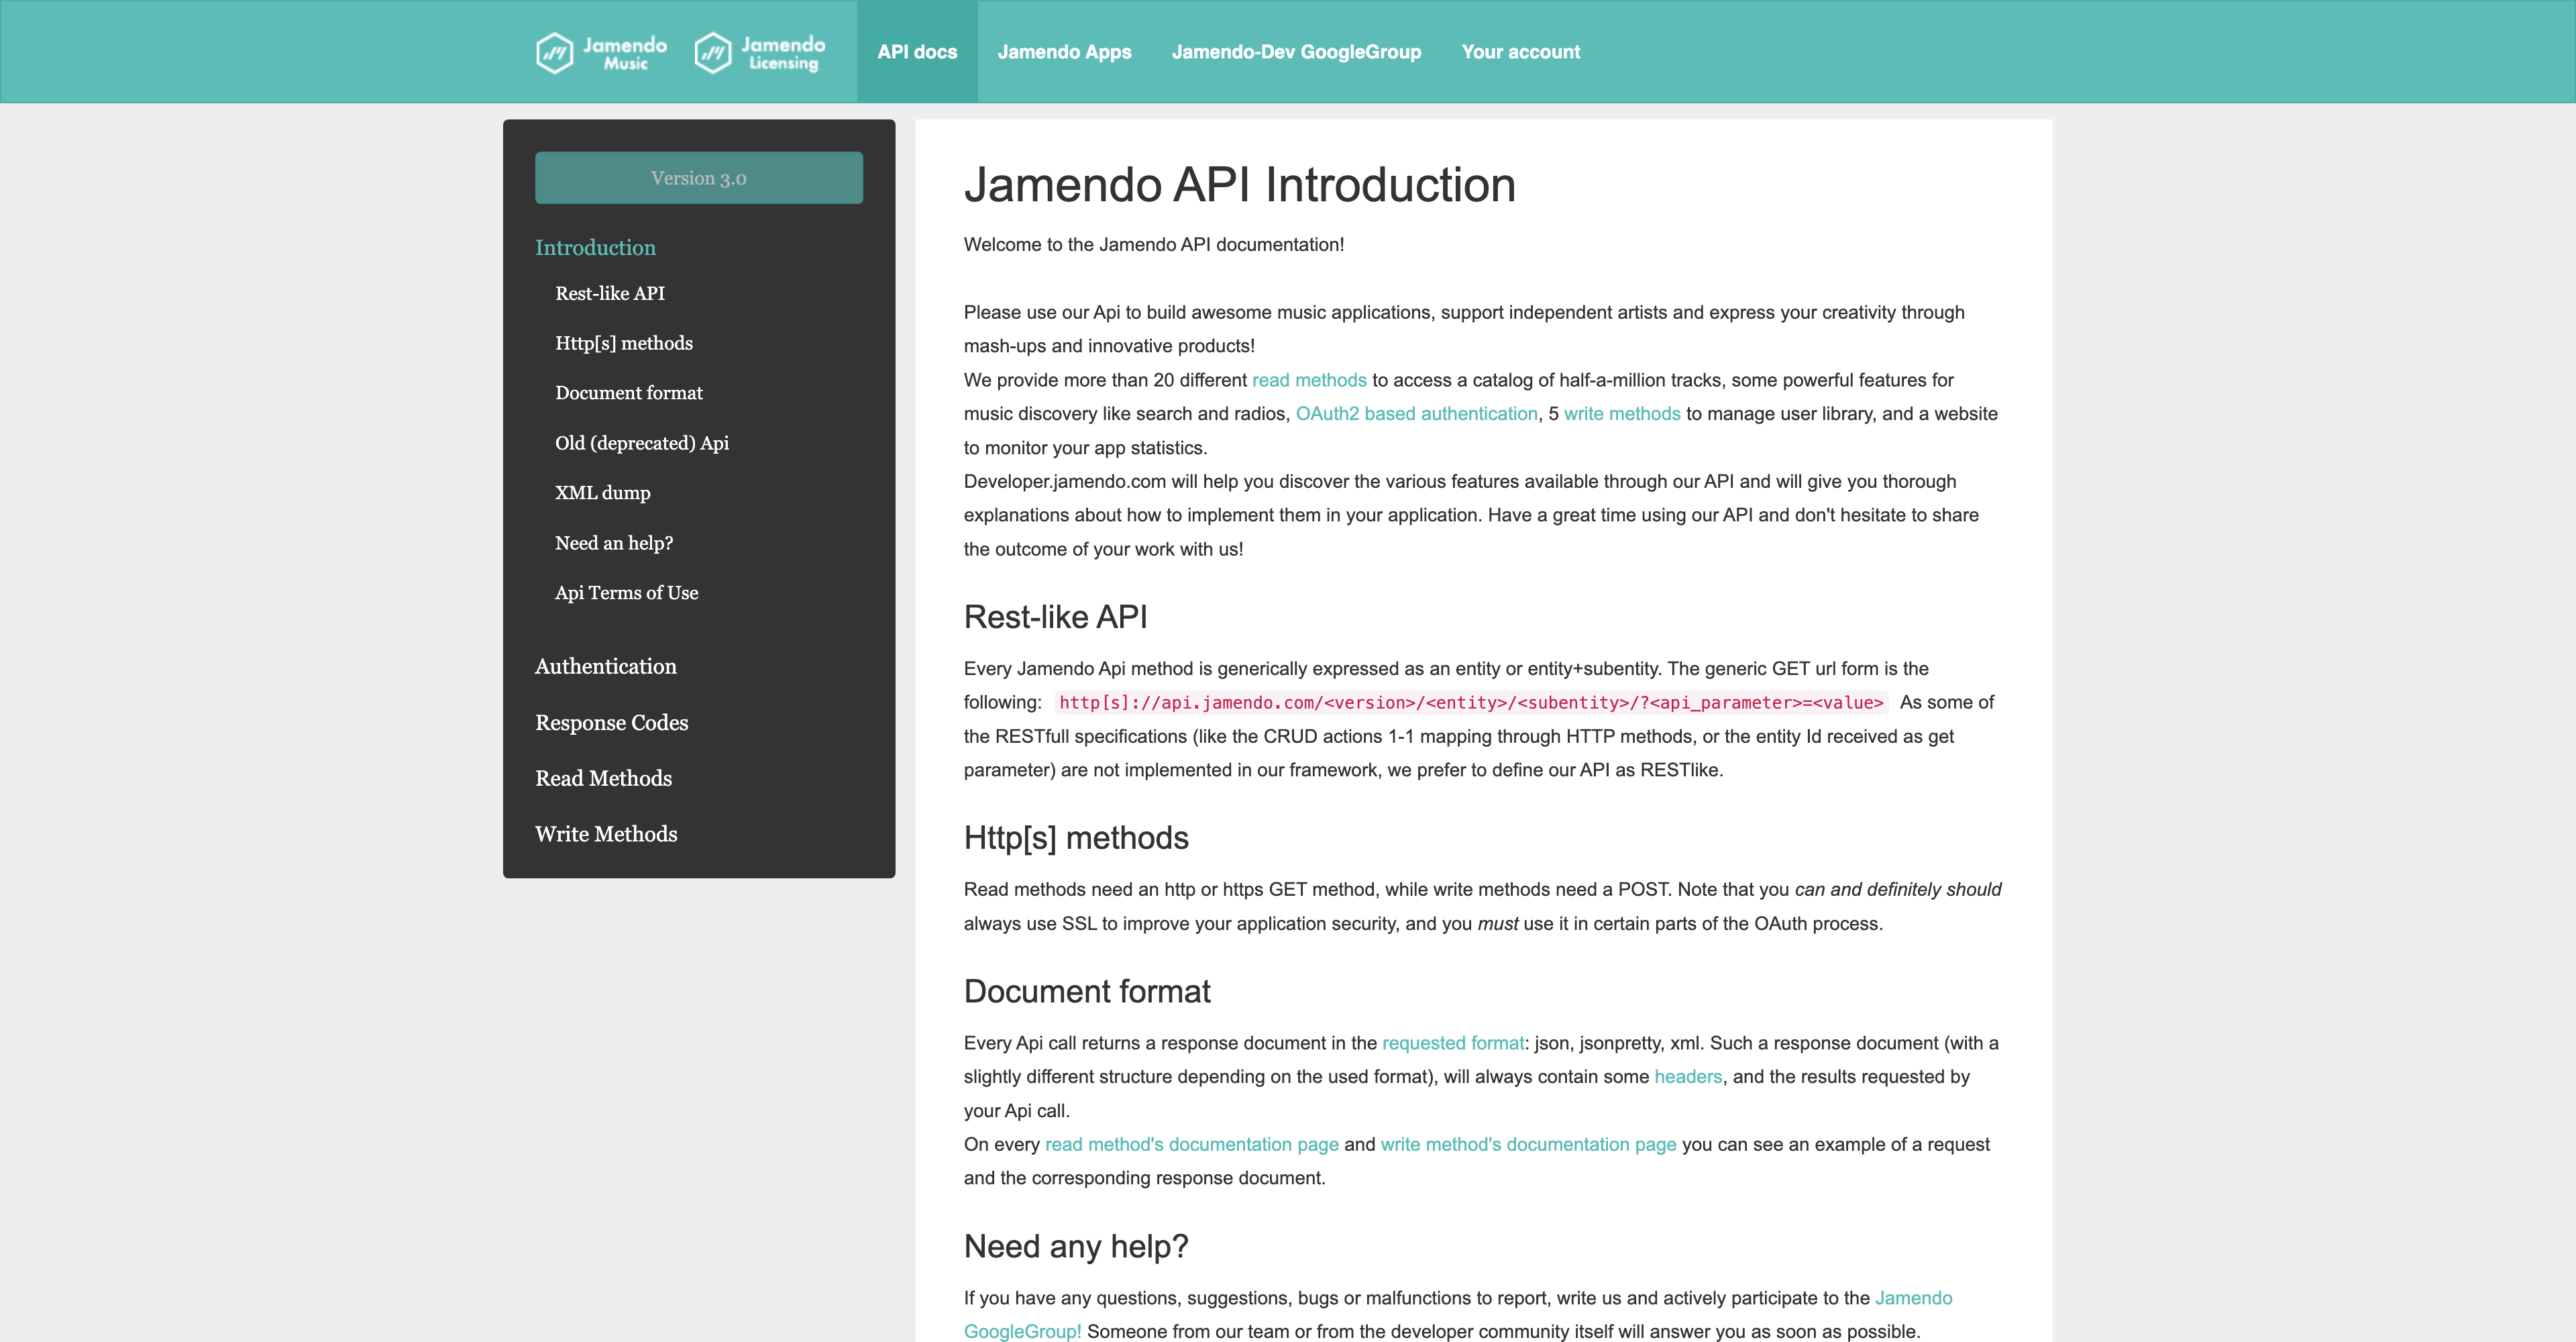 Jamendo
Music
Jamendo
Licensing
API docs
Jamendo Apps
Jamendo-Dev GoogleGroup
Your account
Version 3.0
Introduction
Rest-like API
Http[s] methods
Document format
Old (deprecated) Api
XML dump
Need an help?
Api Terms of Use
Authentication
Response Codes
Read Methods
Write Methods
Jamendo API Introduction
Welcome to the Jamendo API documentation!
Please use our Api to build awesome music applications, support independent artists and express your creativity through
mash-ups and innovative products!
We provide more than 20 different read methods to access a catalog of half-a-million tracks, some powerful features for
music discovery like search and radios, OAuth2 based authentication, 5 write methods to manage user library, and a website
to monitor your app statistics.
Developer.jamendo.com will help you discover the various features available through our API and will give you thorough
explanations about how to implement them in your application. Have a great time using our API and don't hesitate to share
the outcome of your work with us!
Rest-like API
Every Jamendo Api method is generically expressed as an entity or entity+subentity. The generic GET url form is the
following: http[s]://api.jamendo.com/<version>/<entity>/<subentity>/?<api_parameter>=<value> As some of
the RESTfull specifications (like the CRUD actions 1-1 mapping through HTTP methods, or the entity Id received as get
parameter) are not implemented in our framework, we prefer to define our API as RESTlike.
Http[s] methods
Read methods need an http or https GET method, while write methods need a POST. Note that you can and definitely should
always use SSL to improve your application security, and you must use it in certain parts of the OAuth process.
Document format
Every Api call returns a response document in the requested format: json, jsonpretty, xml. Such a response document (with a
slightly different structure depending on the used format), will always contain some headers, and the results requested by
your Api call.
On every read method's documentation page and write method's documentation page you can see an example of a request
and the corresponding response document.
Need any help?
If you have any questions, suggestions, bugs or malfunctions to report, write us and actively participate to the Jamendo
GoogleGroup! Someone from our team or from the developer community itself will answer you as soon as possible.